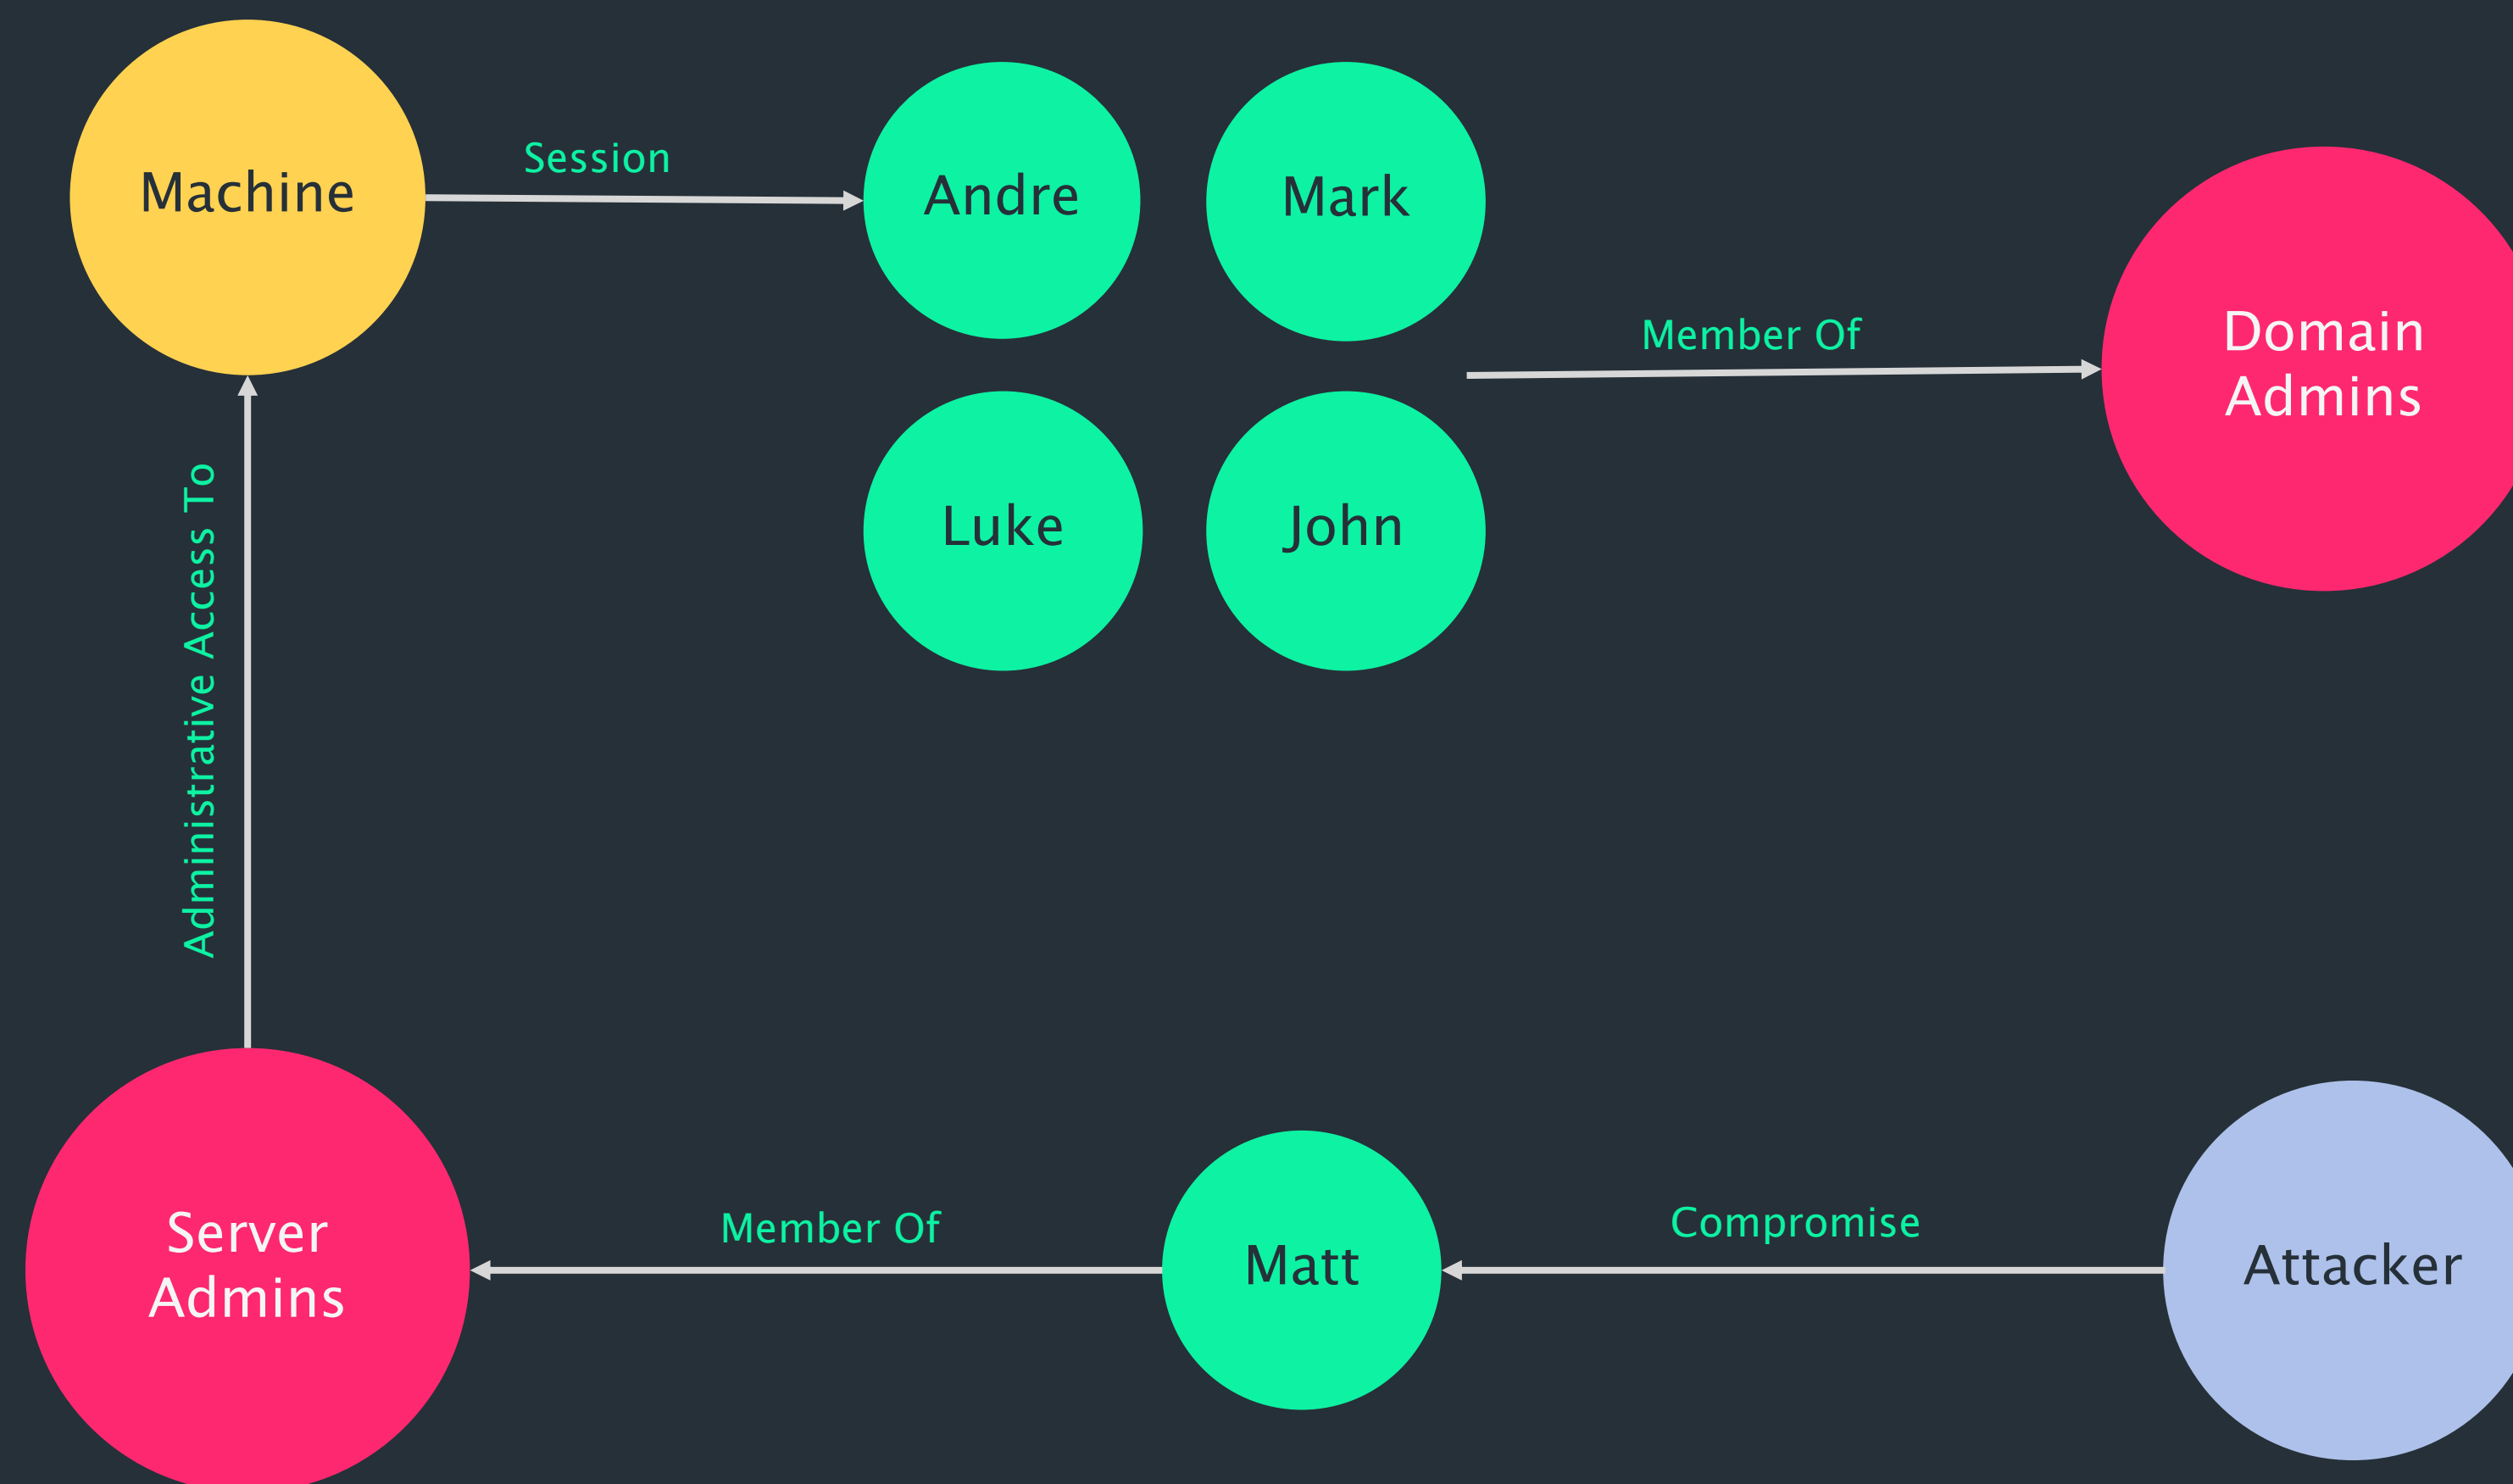 Machine
Session
Andre
Mark
Member Of
Domain
Admins
Luke
John
Administrative Access To
Server
Admins
Member Of
Matt
Compromise
Attacker